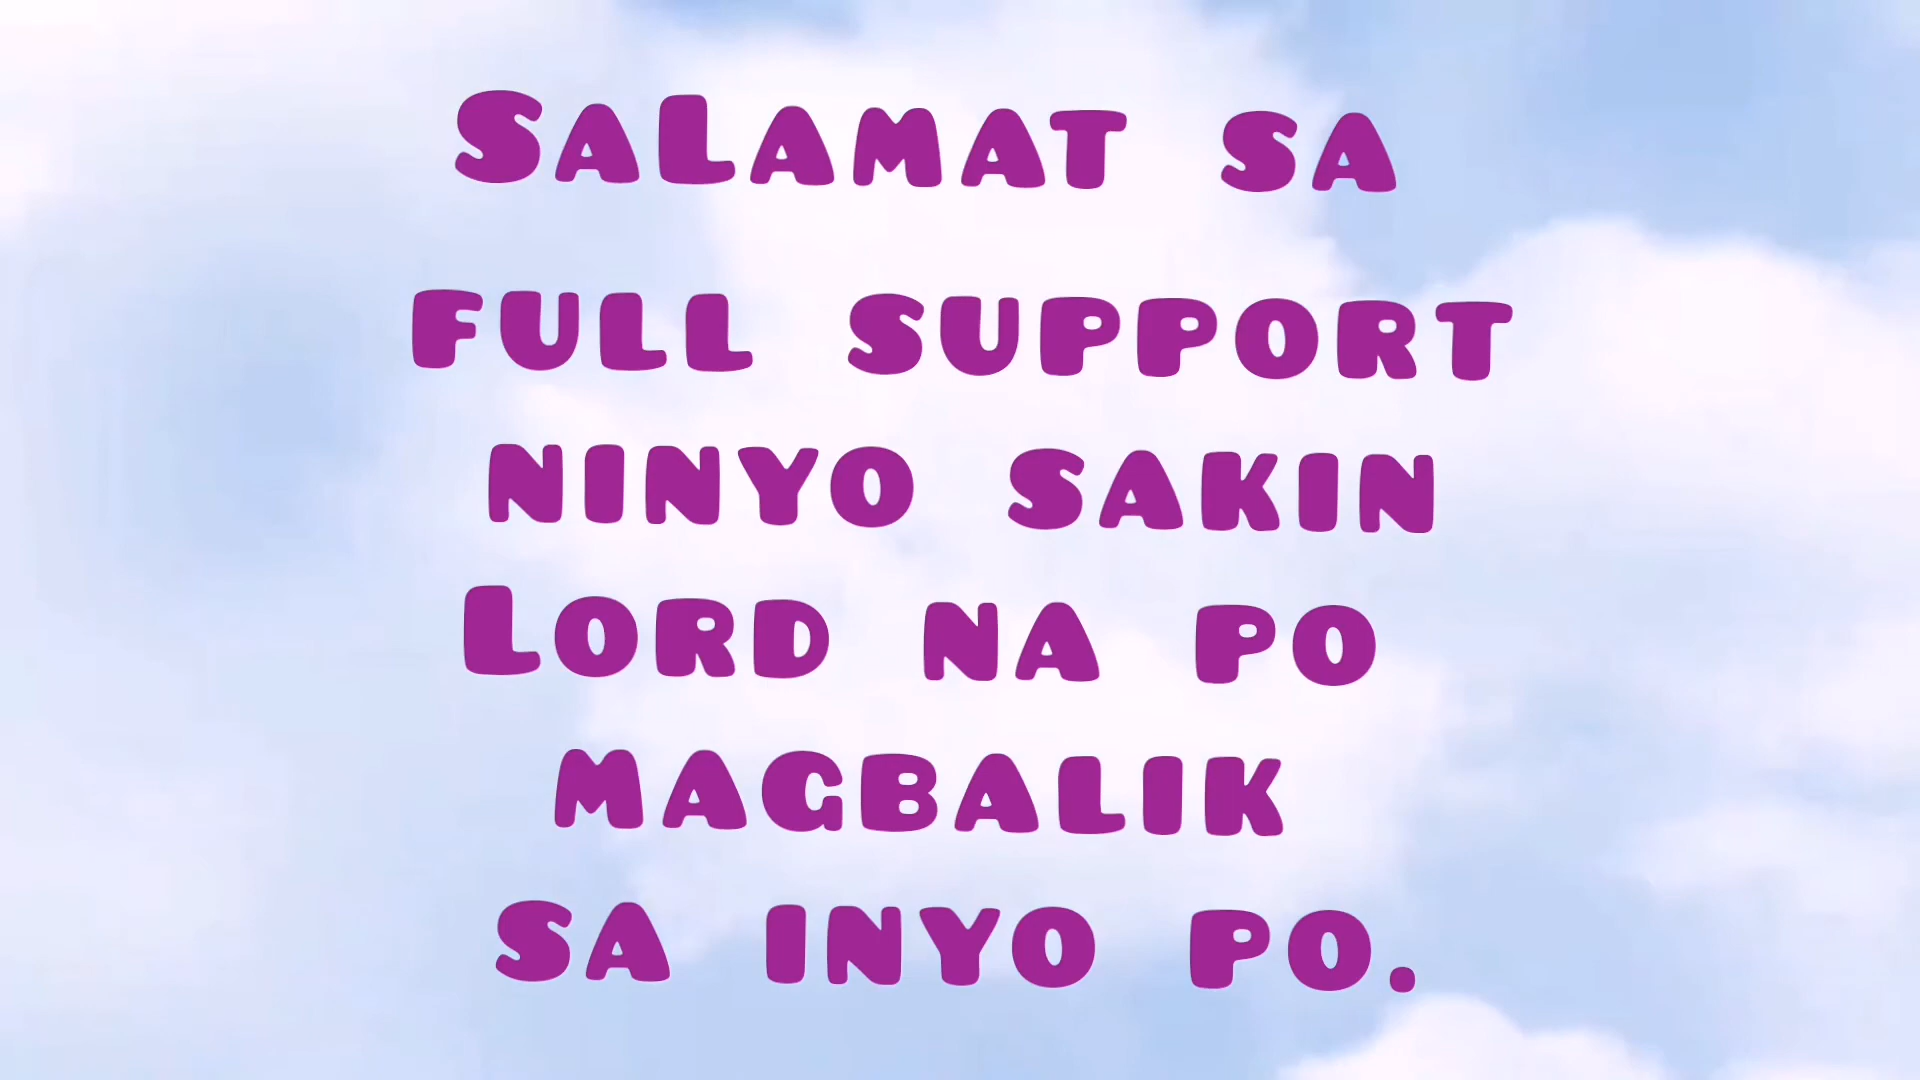 Salamat sa
full support
ninyo sakin
Lord na po
magbalik
sa inyo po.